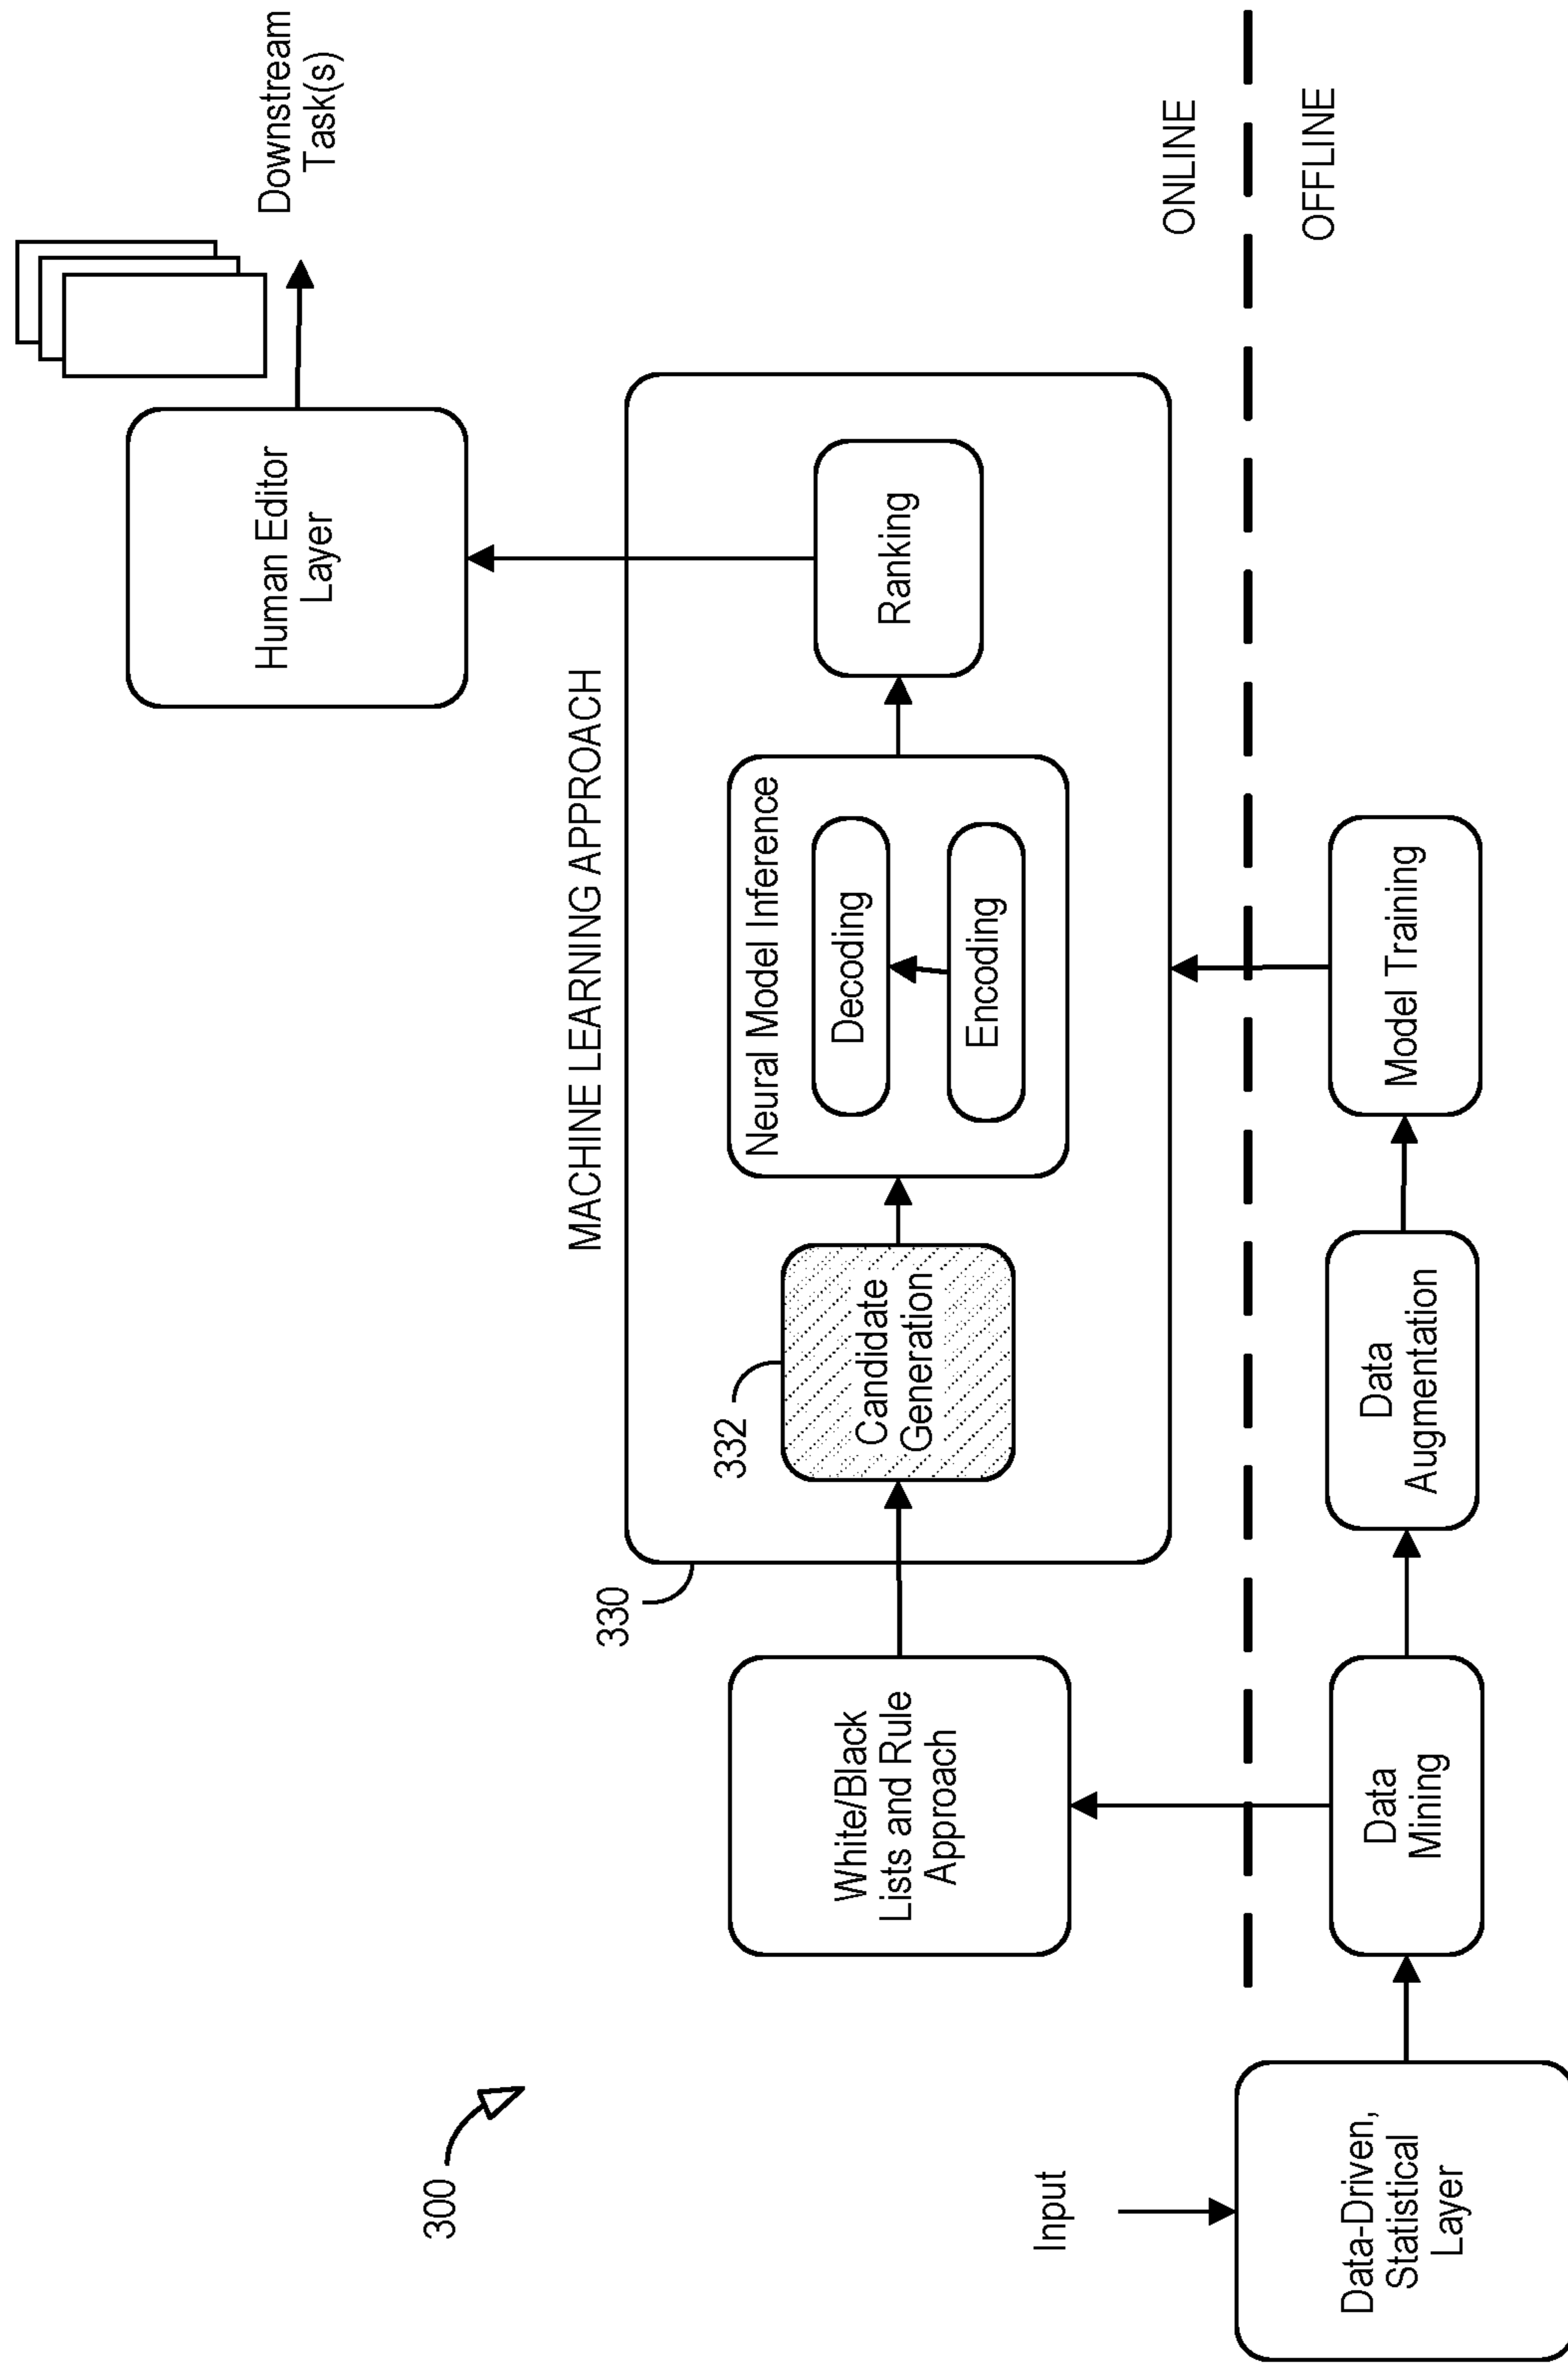 300
Input
Data-Driven,
Statistical
Layer
White/Black
Lists and Rule
Approach
Data
Mining
330
MACHINE LEARNING APPROACH
332
Candidate
Generation
Neural Model Inference
Decoding
Encoding
Ranking
Data
Augmentation
Model Training
Human Editor
Layer
Downstream
Task(s)
ONLINE
OFFLINE